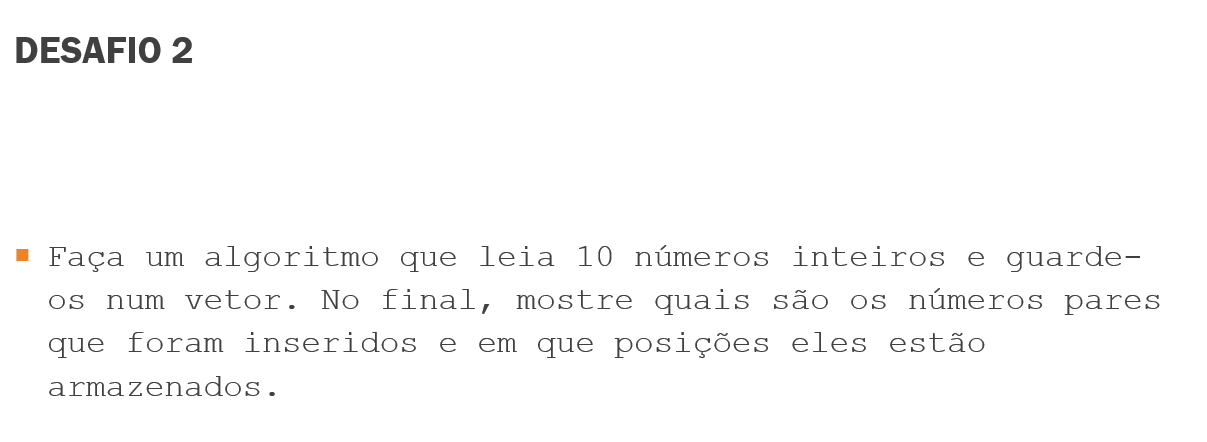 DESAFIO 2
▪ Faça um algoritmo que leia 10 números inteiros e guarde-
os num vetor. No final, mostre quais são os números pares
que foram inseridos e em que posições eles estão
armazenados.